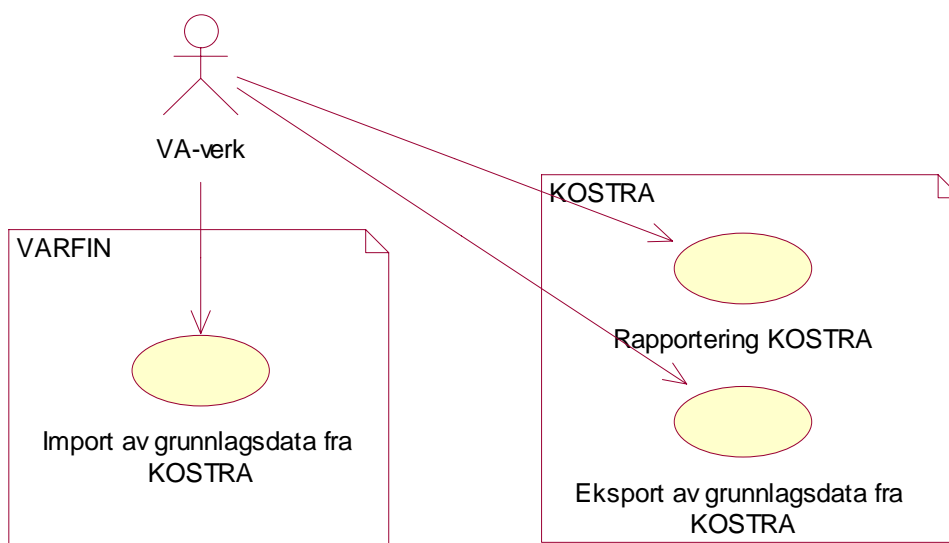 VA-verk
VARFIN
Import av grunnlagsdata fra
KOSTRA
KOSTRA
Rapportering KOSTRA
Eksport av grunnlagsdata fra
KOSTRA